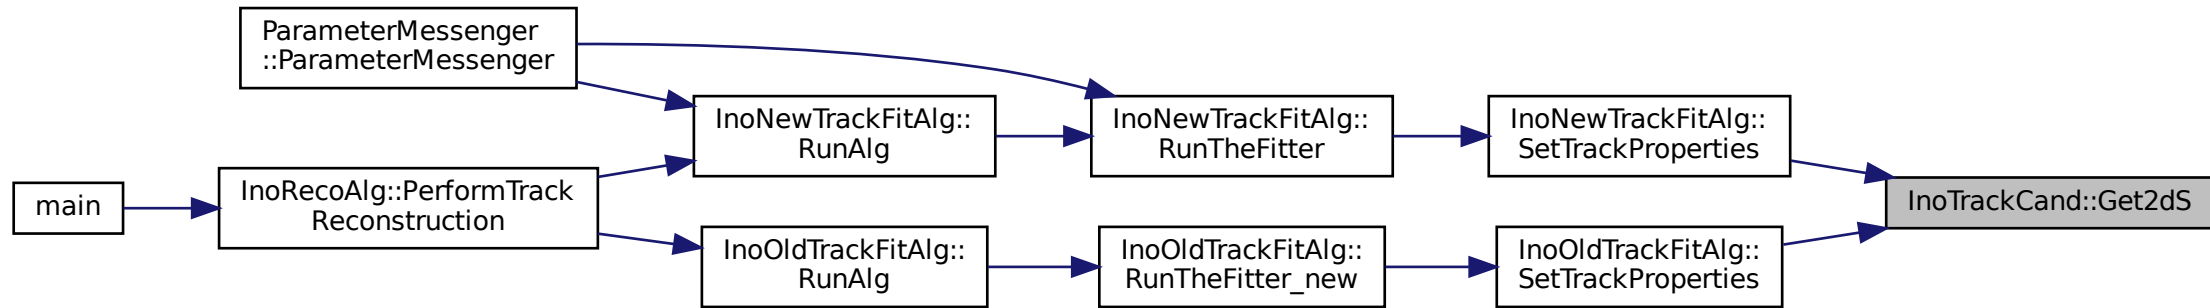 ParameterMessenger
::ParameterMessenger
InoNewTrackFitAlg::
RunAlg
InoNewTrackFitAlg::
RunTheFitter
InoNewTrackFitAlg::
SetTrackProperties
main
InoRecoAlg::PerformTrack
Reconstruction
InoTrackCand::Get2dS
InoOldTrackFitAlg::
RunAlg
InoOldTrackFitAlg::
RunTheFitter_new
InoOldTrackFitAlg::
SetTrackProperties